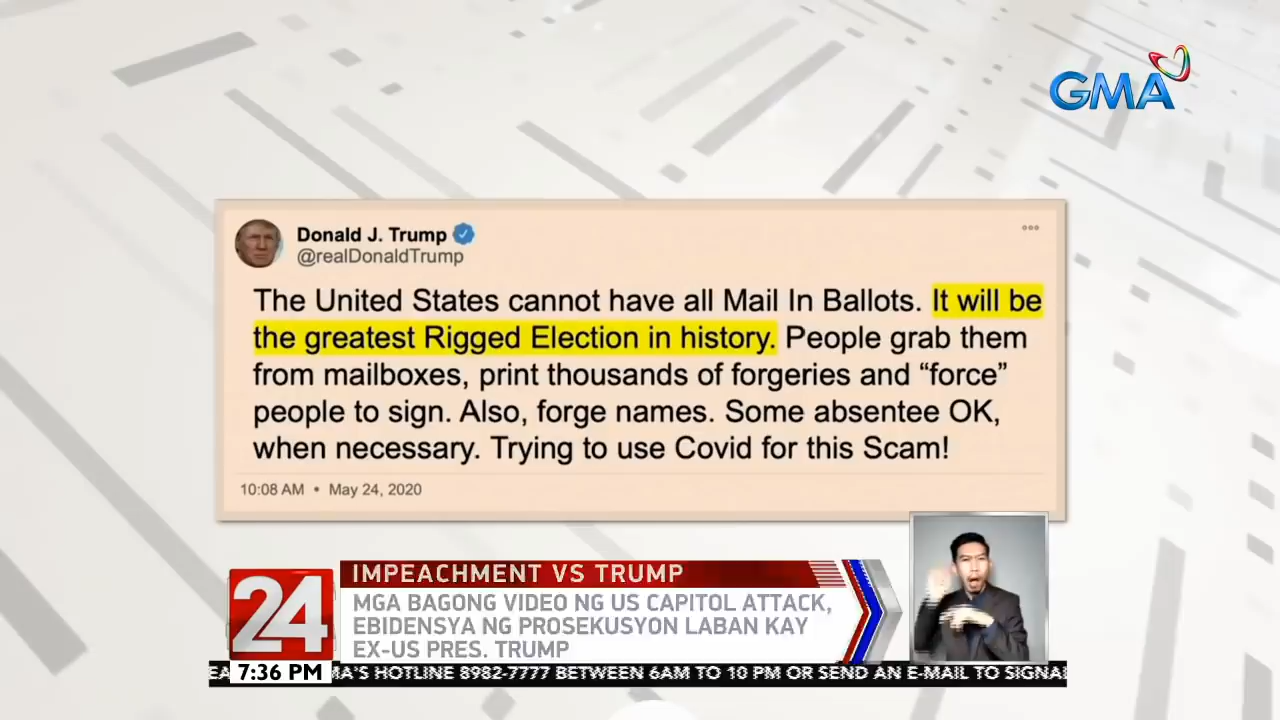 GMA
Donald J. Trump
@realDonaldTrump
The United States cannot have all Mail In Ballots. It will be
the greatest Rigged Election in history. People grab them
from mailboxes, print thousands of forgeries and “force”
people to sign. Also, forge names. Some absentee OK,
when necessary. Trying to use Covid for this Scam!
10:08 AM • May 24, 2020
24
IMPEACHMENT VS TRUMP
MGA BAGONG VIDEO NG US CAPITOL ATTACK,
EBIDENSYA NG PROSEKUSYON LABAN KAY
EX-US PRES. TRUMP
7:36 PM
HOTLINE 8982-7777 BETWEEN 6AM TO 10 PM OR SEND AN E-MAIL TO